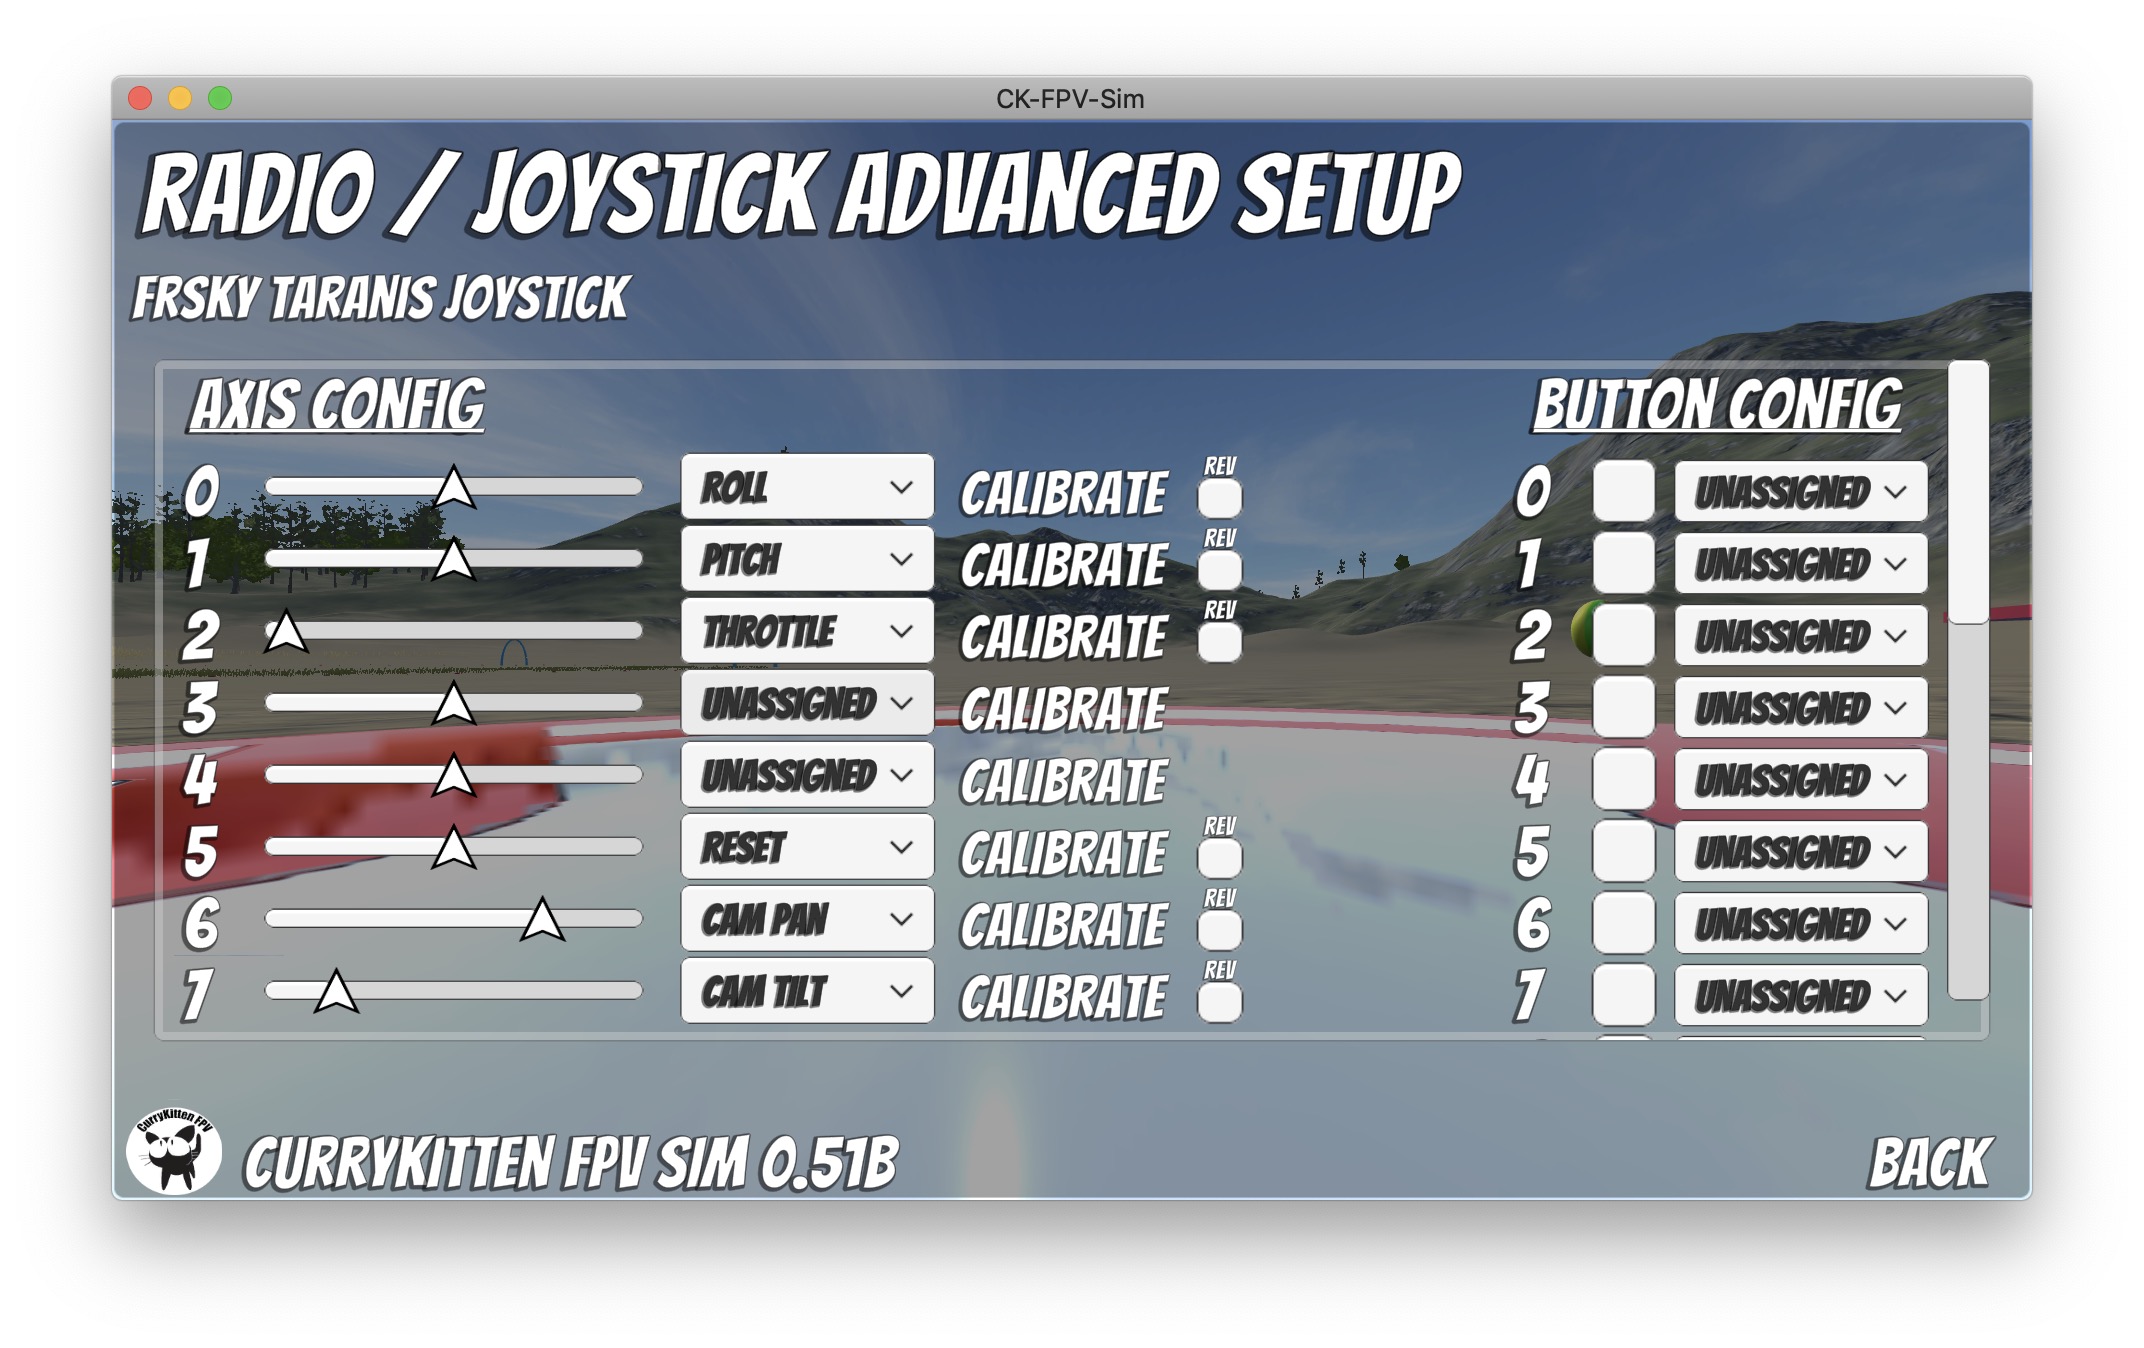 CK-FPV-Sim
RADIO / JOYSTICK ADVANCED SETUP
FRSKY TARANIS JOYSTICK
AXIS CONFIG
BUTTON CONFIG
0 ROLL CALIBRATE REV 0 UNASSIGNED
1 PITCH CALIBRATE REV 1 UNASSIGNED
2 THROTTLE CALIBRATE REV 2 UNASSIGNED
3 UNASSIGNED CALIBRATE 3 UNASSIGNED
4 UNASSIGNED CALIBRATE 4 UNASSIGNED
5 RESET CALIBRATE REV 5 UNASSIGNED
6 CAM PAN CALIBRATE REV 6 UNASSIGNED
7 CAM TILT CALIBRATE REV 7 UNASSIGNED
CurryKitten FPV
CURRYKITTEN FPV SIM 0.51B
BACK